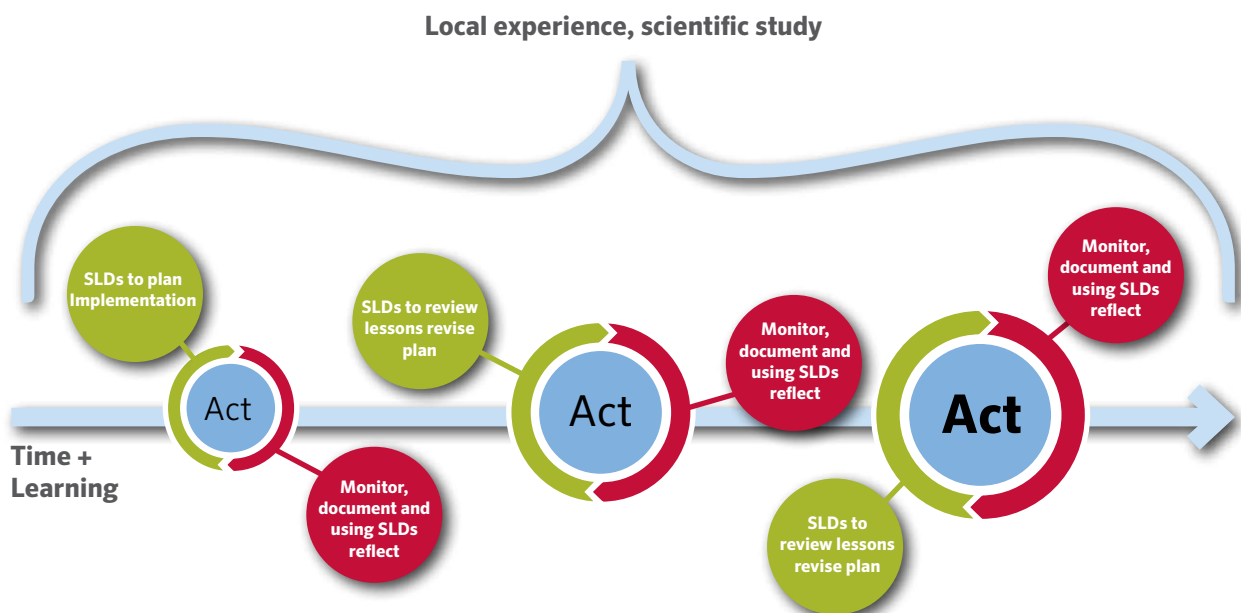 Local experience, scientific study
SLDs to plan
Implementation
Act
Monitor,
document and
using SLDs
reflect
SLDs to review
lessons revise
plan
Act
Monitor,
document and
using SLDs
reflect
Monitor,
document and
using SLDs
reflect
Act
SLDs to
review lessons
revise plan
Time +
Learning